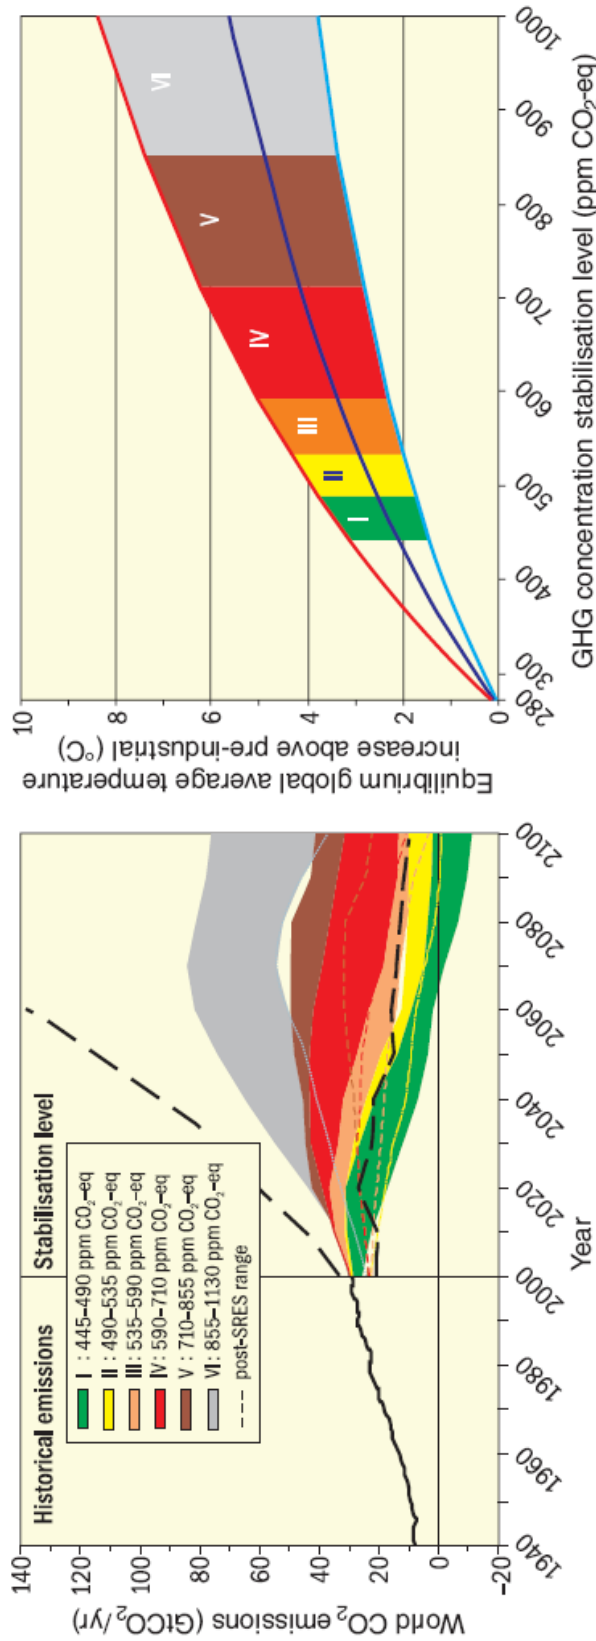 Historical emissions
Stabilisation level
I : 445–490 ppm CO₂-eq
II : 490–535 ppm CO₂-eq
III : 535–590 ppm CO₂-eq
IV : 590–710 ppm CO₂-eq
V : 710–855 ppm CO₂-eq
VI : 855–1130 ppm CO₂-eq
post-SRES range
World CO₂ emissions (GtCO₂/yr)
140
120
100
80
60
40
20
0
-20
1940
1960
1980
2000
2020
2040
2060
2080
2100
Year
Equilibrium global average temperature
increase above pre-industrial (°C)
10
8
6
4
2
0
I
II
III
IV
V
VI
280
300
400
500
600
700
800
900
1000
GHG concentration stabilisation level (ppm CO₂-eq)